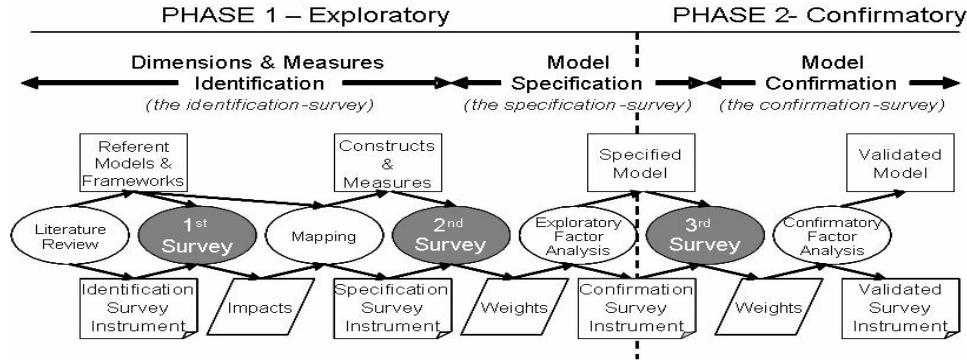 PHASE 1 – Exploratory
PHASE 2- Confirmatory
Dimensions & Measures
Identification
(the identification-survey)
Model
Specification
(the specification-survey)
Model
Confirmation
(the confirmation-survey)
Referent
Models &
Frameworks
Constructs
&
Measures
Specified
Model
Validated
Model
Literature
Review
1st
Survey
Mapping
2nd
Survey
Exploratory
Factor
Analysis
3rd
Survey
Confirmatory
Factor
Analysis
Identification
Survey
Instrument
Impacts
Specification
Survey
Instrument
Weights
Confirmation
Survey
Instrument
Weights
Validated
Survey
Instrument